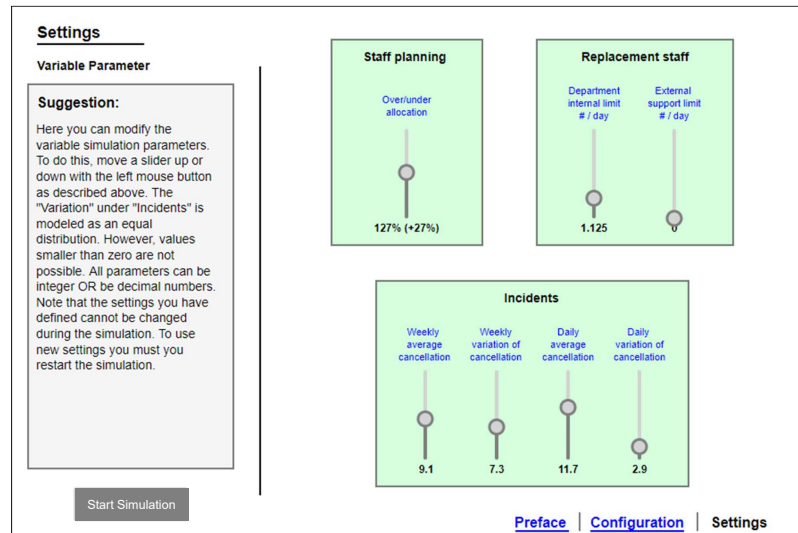 Settings
Variable Parameter
Suggestion:
Here you can modify the
variable simulation parameters.
To do this, move a slider up or
down with the left mouse button
as described above. The
"Variation" under "Incidents" is
modeled as an equal
distribution. However, values
smaller than zero are not
possible. All parameters can be
integer OR be decimal numbers.
Note that the settings you have
defined cannot be changed
during the simulation. To use
new settings you must you
restart the simulation.
Start Simulation
Staff planning
Over/under
allocation
127% (+27%)
Replacement staff
Department
internal limit
# / day
1.125
External
support limit
# / day
0
Incidents
Weekly
average
cancellation
9.1
Weekly
variation of
cancellation
7.3
Daily
average
cancellation
11.7
Daily
variation of
cancellation
2.9
Preface | Configuration | Settings